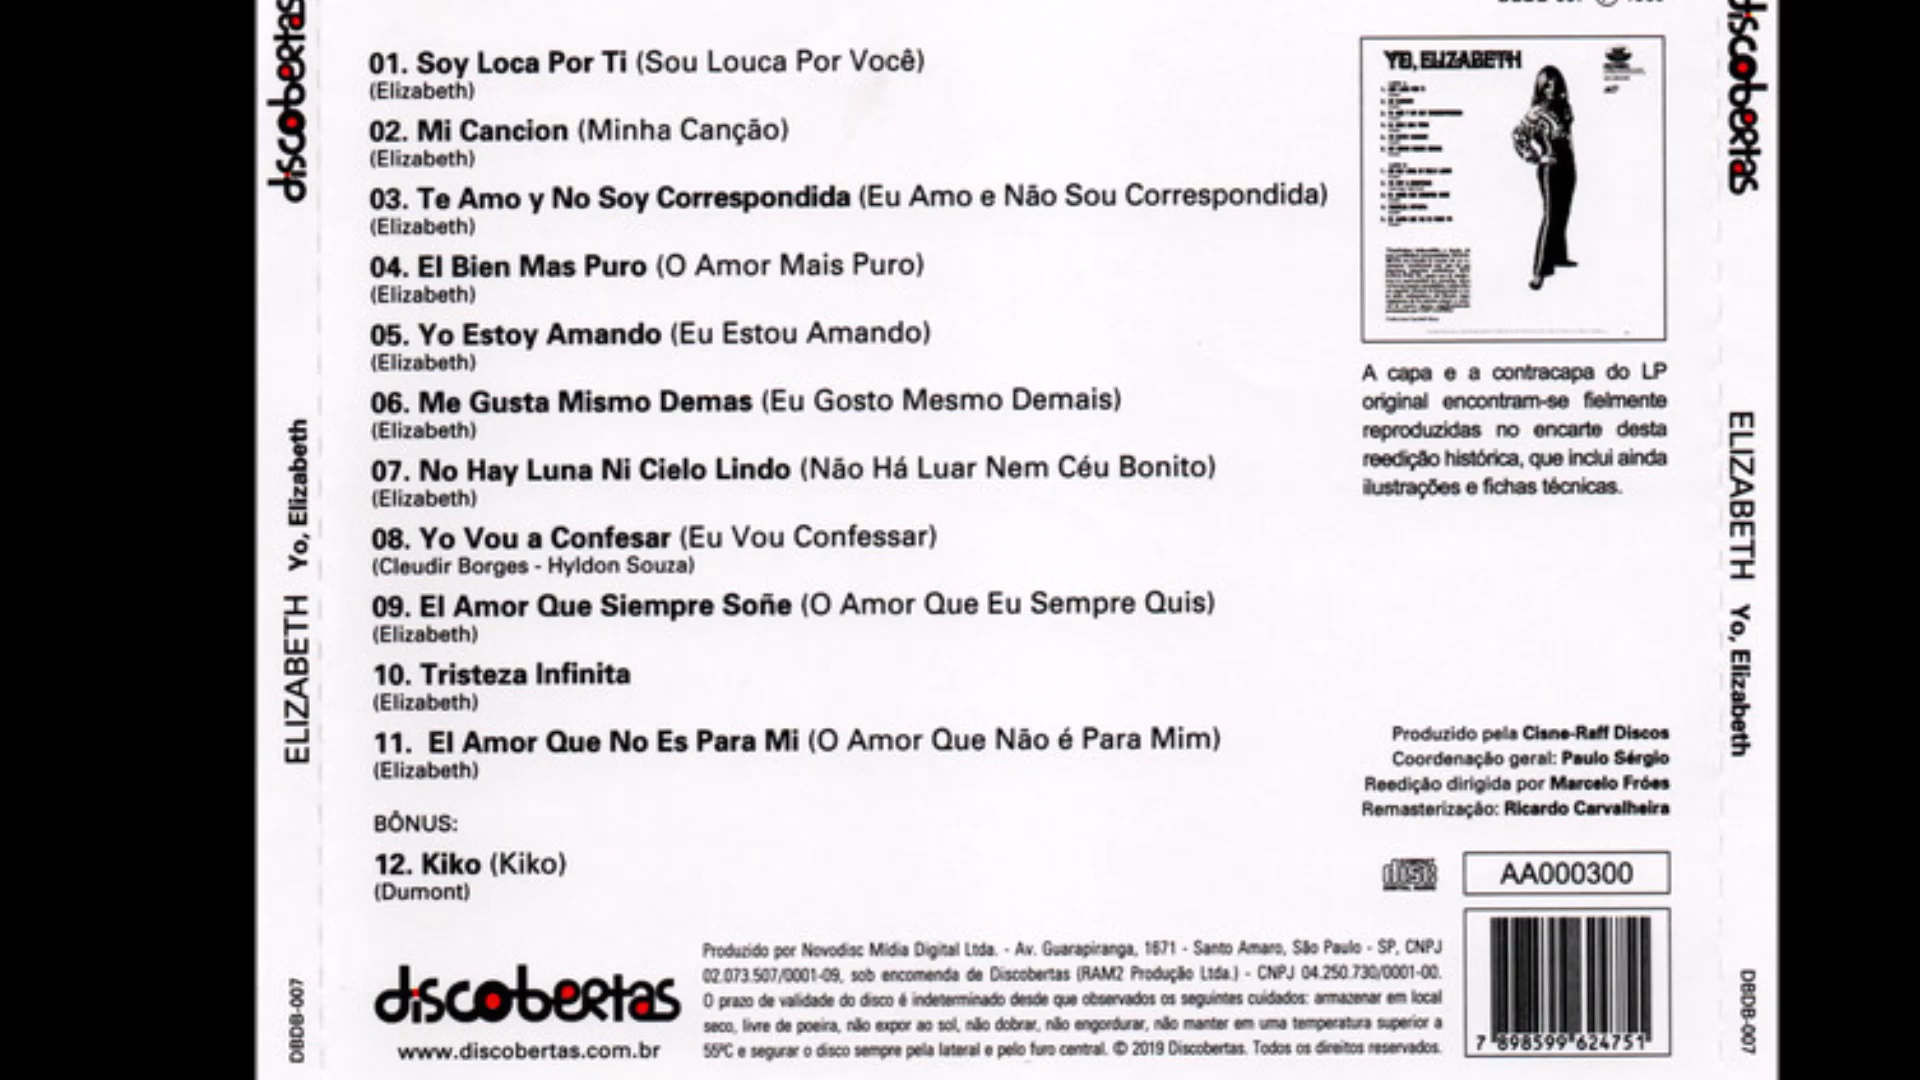 01. Soy Loca Por Ti (Sou Louca Por Você)
(Elizabeth)
02. Mi Cancion (Minha Canção)
(Elizabeth)
03. Te Amo y No Soy Correspondida (Eu Amo e Não Sou Correspondida)
(Elizabeth)
04. El Bien Mas Puro (O Amor Mais Puro)
(Elizabeth)
05. Yo Estoy Amando (Eu Estou Amando)
(Elizabeth)
06. Me Gusta Mismo Demas (Eu Gosto Mesmo Demais)
(Elizabeth)
07. No Hay Luna Ni Cielo Lindo (Não Há Luar Nem Céu Bonito)
(Elizabeth)
08. Yo Vou a Confesar (Eu Vou Confessar)
(Cleudir Borges - Hyldon Souza)
09. El Amor Que Siempre Soñe (O Amor Que Eu Sempre Quis)
(Elizabeth)
10. Tristeza Infinita
(Elizabeth)
11. El Amor Que No Es Para Mi (O Amor Que Não é Para Mim)
(Elizabeth)
BÔNUS:
12. Kiko (Kiko)
(Dumont)
YO, ELIZABETH
A capa e a contracapa do LP
original encontram-se fielmente
reproduzidas no encarte desta
reedição histórica, que inclui ainda
ilustrações e fichas técnicas.
Produzido pela Cisne-Raff Discos
Coordenação geral: Paulo Sérgio
Reedição dirigida por Marcelo Fróes
Remasterização: Ricardo Carvalheira
disc
AA000300
7 898599 624751
discobertas
www.discobertas.com.br
Produzido por Novodisc Mídia Digital Ltda. - Av. Guarapiranga, 1671 - Santo Amaro, São Paulo - SP, CNPJ
02.073.507/0001-09, sob encomenda de Discobertas (RAM2 Produção Ltda.) - CNPJ 04.250.730/0001-00.
O prazo de validade do disco é indeterminado desde que observados os seguintes cuidados: armazenar em local
seco, livre de poeira, não expor ao sol, não dobrar, não engordurar, não manter em uma temperatura superior a
55ºC e segurar o disco sempre pela lateral e pelo furo central. © 2019 Discobertas. Todos os direitos reservados.
discobertas
ELIZABETH Yo, Elizabeth
DBDB-007
discobertas
ELIZABETH Yo, Elizabeth
DBDB-007